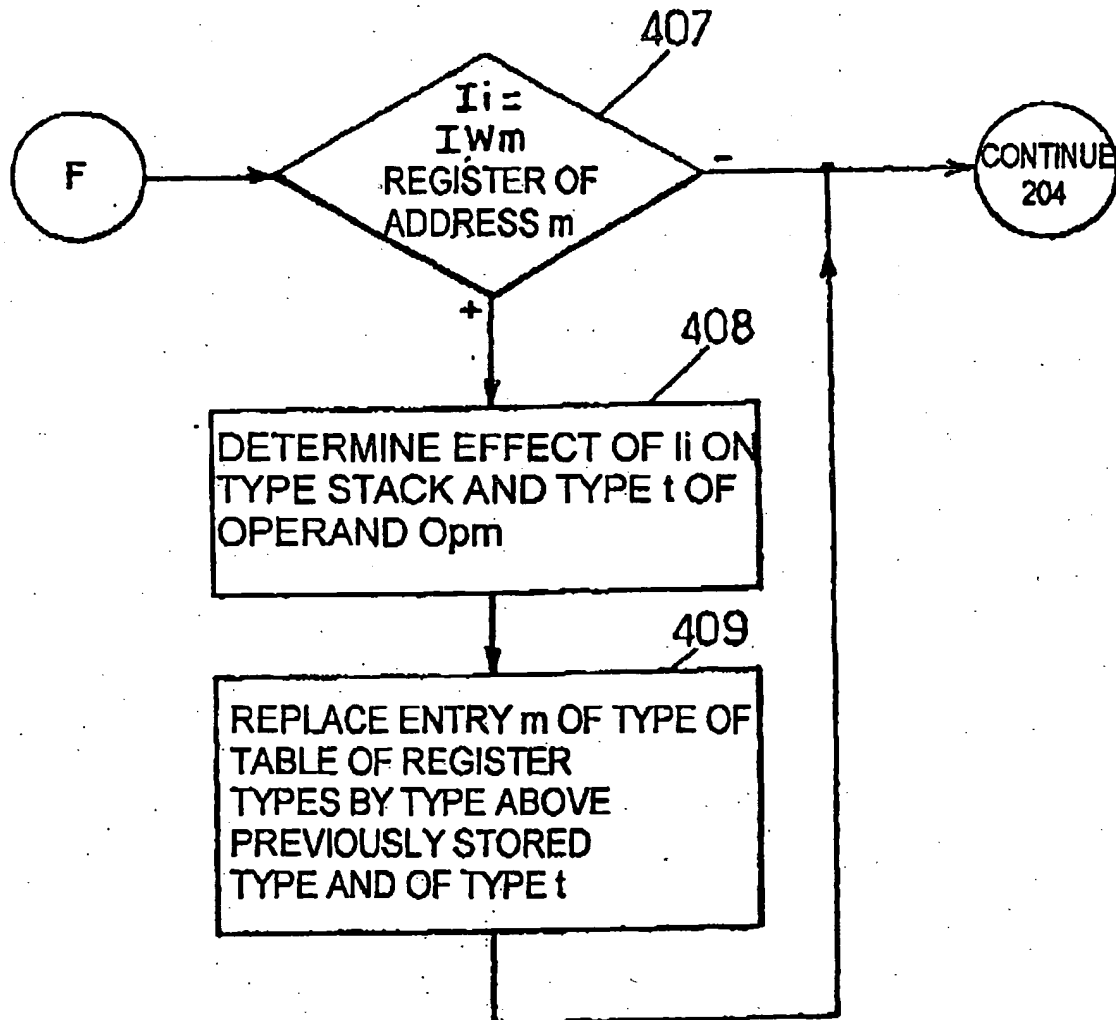 407
F
Ii =
IWm
REGISTER OF
ADDRESS m
-
CONTINUE
204
+
408
DETERMINE EFFECT OF Ii ON
TYPE STACK AND TYPE t OF
OPERAND Opm
409
REPLACE ENTRY m OF TYPE OF
TABLE OF REGISTER
TYPES BY TYPE ABOVE
PREVIOUSLY STORED
TYPE AND OF TYPE t